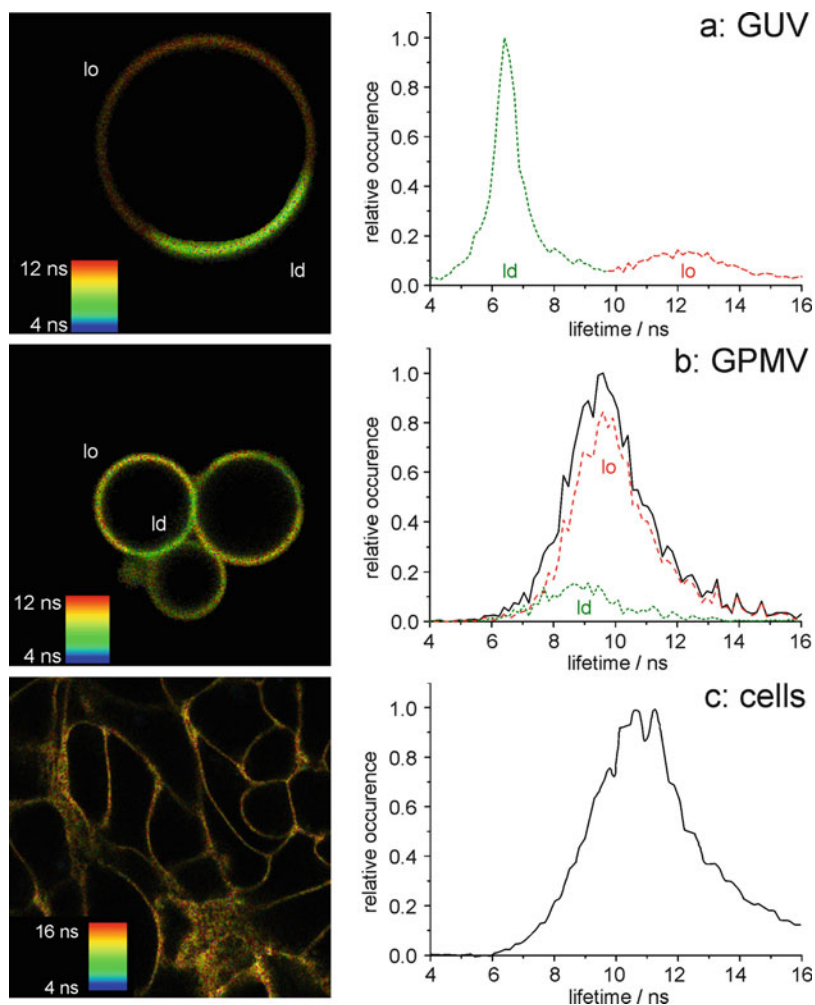 lo
ld
12 ns
4 ns
a: GUV
relative occurence
1.0
0.8
0.6
0.4
0.2
0.0
ld
lo
4 6 8 10 12 14 16
lifetime / ns
lo
ld
12 ns
4 ns
b: GPMV
relative occurence
1.0
0.8
0.6
0.4
0.2
0.0
lo
ld
4 6 8 10 12 14 16
lifetime / ns
16 ns
4 ns
c: cells
relative occurence
1.0
0.8
0.6
0.4
0.2
0.0
4 6 8 10 12 14 16
lifetime / ns